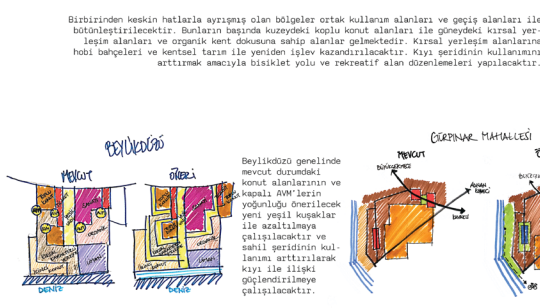 Birbirinden keskin hatlarla ayrışmış olan bölgeler ortak kullanım alanları ve geçiş alanları ile
bütünleştirilecektir. Bunların başında kuzeydeki koplu konut alanları ile güneydeki kırsal yer-
leşim alanları ve organik kent dokusuna sahip alanlar gelmektedir. Kırsal yerleşim alanlarına
hobi bahçeleri ve kentsel tarım ile yeniden işlev kazandırılacaktır. Kıyı şeridinin kullanımını
arttırmak amacıyla bisiklet yolu ve rekreatif alan düzenlemeleri yapılacaktır.
BEYLİKDÜZÜ
MEVCUT
ÖNERİ
DENİZ
DENİZ
Beylikdüzü genelinde
mevcut durumdaki
konut alanlarının ve
kapalı AVM'lerin
yoğunluğu önerilecek
yeni yeşil kuşaklar
ile azaltılmaya
çalışılacaktır ve
sahil şeridinin kul-
lanımı arttırılarak
kıyı ile ilişki
güçlendirilmeye
çalışılacaktır.
GÜRPINAR MAHALLESİ
MEVCUT
BÜYÜKÇEKMECE